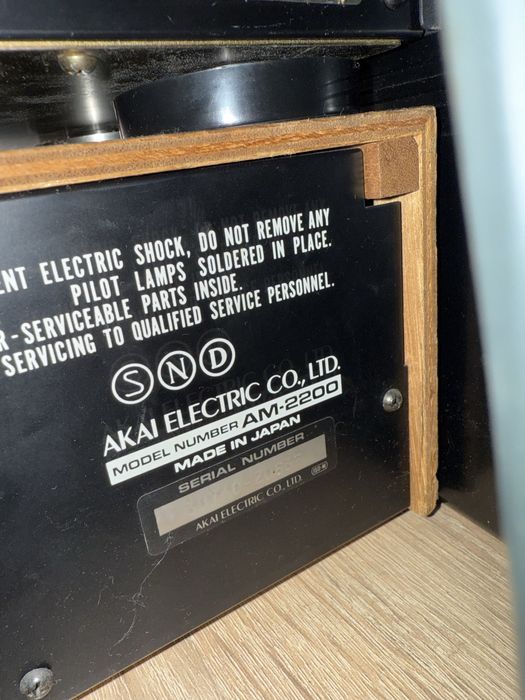 ENT ELECTRIC SHOCK, DO NOT REMOVE ANY
PILOT LAMPS SOLDERED IN PLACE.
R-SERVICEABLE PARTS INSIDE.
SERVICING TO QUALIFIED SERVICE PERSONNEL.
S N D
AKAI ELECTRIC CO., LTD.
MODEL NUMBER AM-2200
MADE IN JAPAN
SERIAL NUMBER
AKAI ELECTRIC CO., LTD.